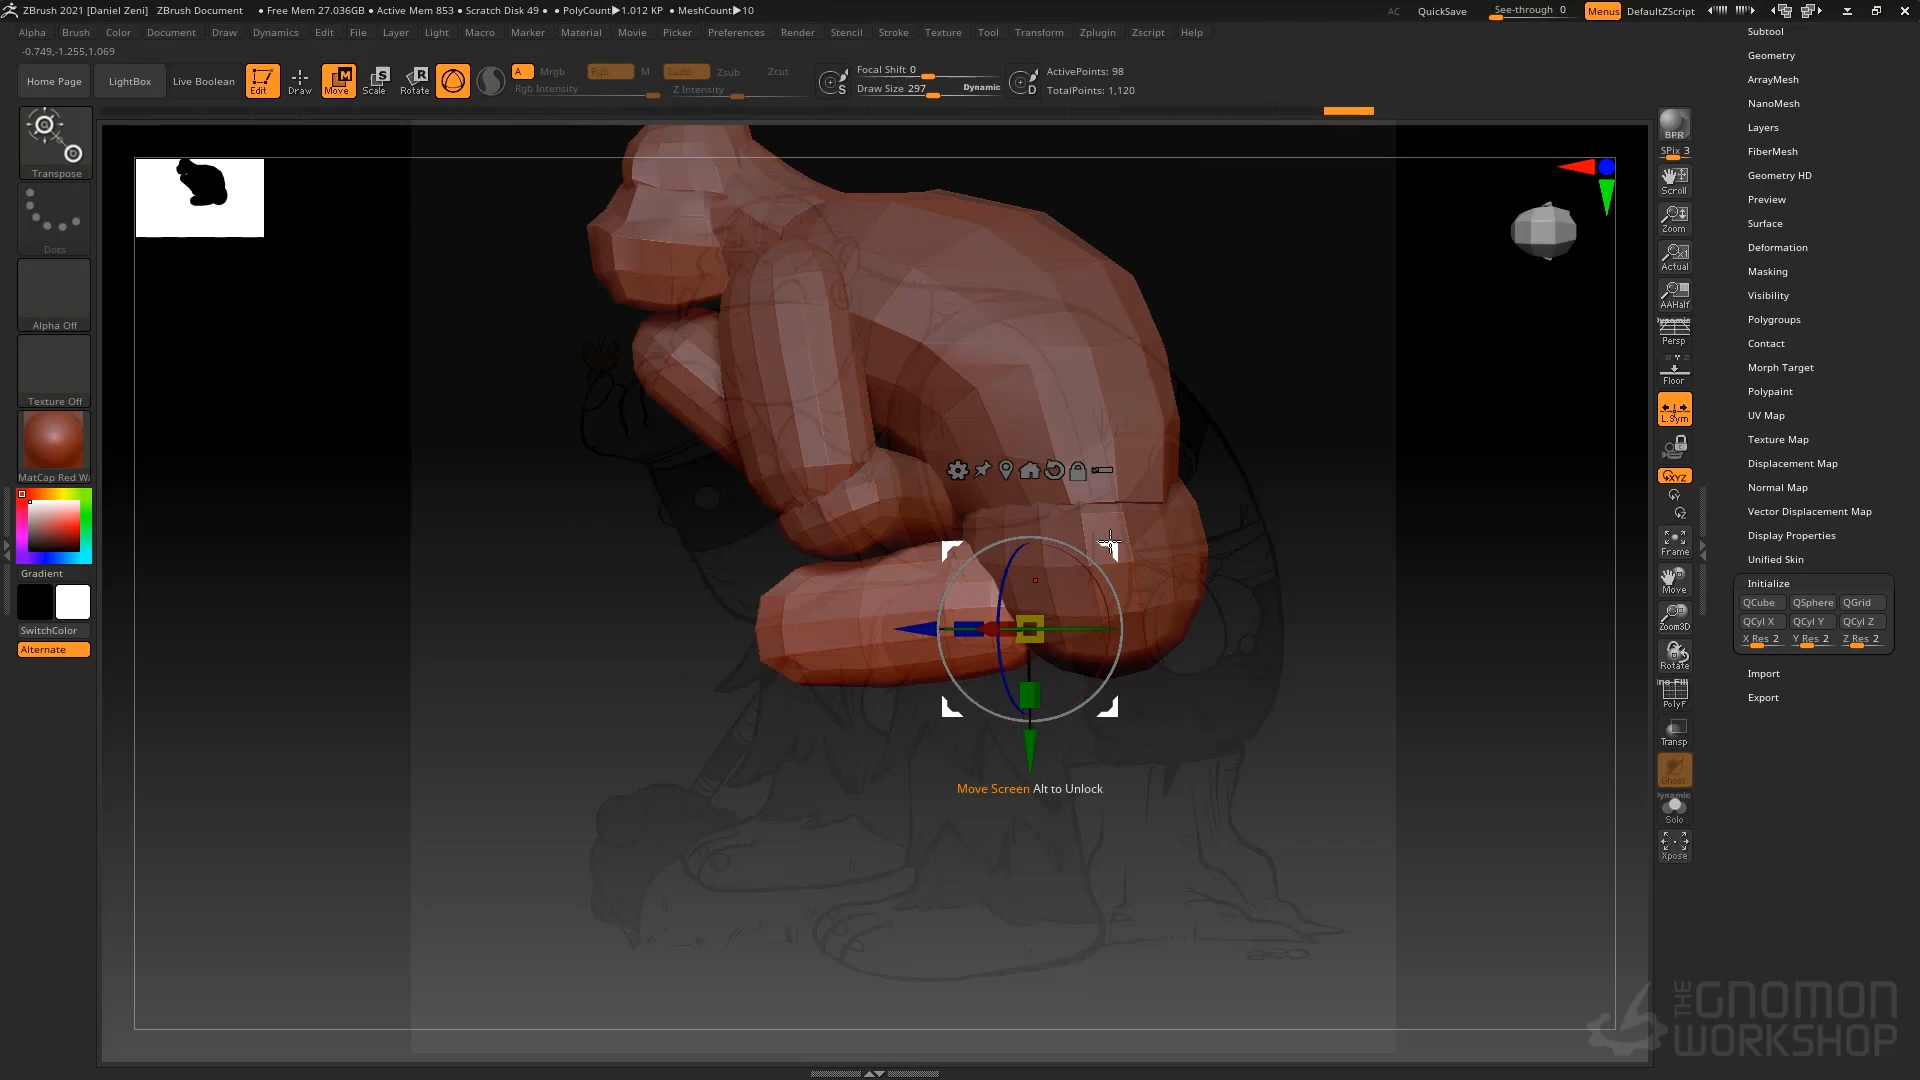 ZBrush 2021 [Daniel Zeni] ZBrush Document • Free Mem 27.036GB • Active Mem 853 • Scratch Disk 49 • • PolyCount▶1.012 KP • MeshCount▶10 AC QuickSave See-through 0 Menus DefaultZScript
Alpha Brush Color Document Draw Dynamics Edit File Layer Light Macro Marker Material Movie Picker Preferences Render Stencil Stroke Texture Tool Transform Zplugin Zscript Help
-0.749,-1.255,1.069
Home Page LightBox Live Boolean Edit Draw Move Scale Rotate
A Mrgb Rgb M Zadd Zsub Zcut
Rgb Intensity Z Intensity
S Focal Shift 0
Draw Size 297 Dynamic
D ActivePoints: 98
TotalPoints: 1,120
Transpose
Dots
Alpha Off
Texture Off
MatCap Red W
Gradient
SwitchColor
Alternate
Move Screen Alt to Unlock
BPR
SPix 3
Scroll
Zoom
Actual
AAHalf
Dynamic
Persp
Floor
L.Sym
XYZ
Y
Z
Frame
Move
Zoom3D
Rotate
PolyF
Transp
Ghost
Dynamic
Solo
Xpose
Subtool
Geometry
ArrayMesh
NanoMesh
Layers
FiberMesh
Geometry HD
Preview
Surface
Deformation
Masking
Visibility
Polygroups
Contact
Morph Target
Polypaint
UV Map
Texture Map
Displacement Map
Normal Map
Vector Displacement Map
Display Properties
Unified Skin
Initialize
QCube QSphere QGrid
QCyl X QCyl Y QCyl Z
X Res 2 Y Res 2 Z Res 2
Import
Export
THE GNOMON
WORKSHOP